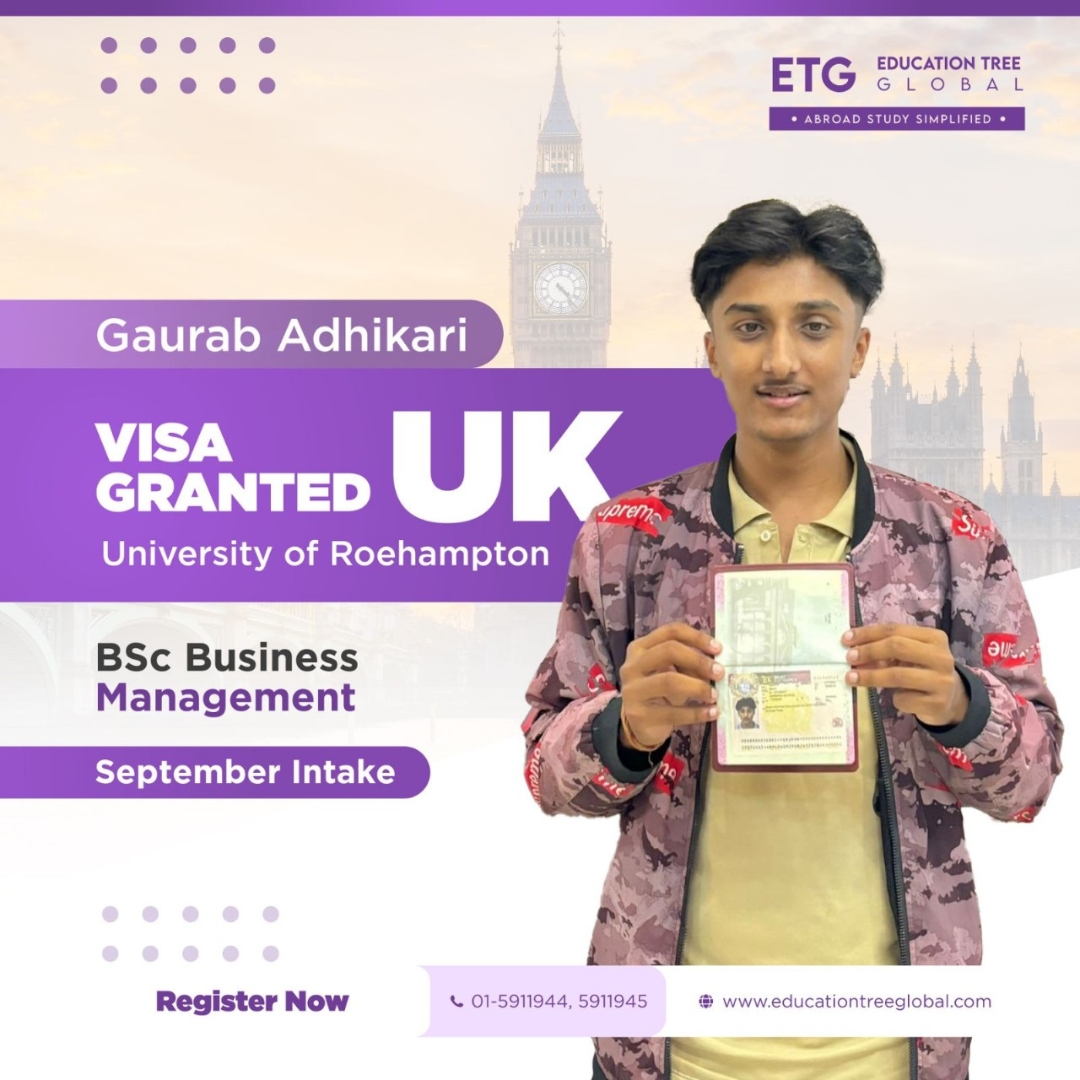 ETG EDUCATION TREE
GLOBAL
• ABROAD STUDY SIMPLIFIED •
Gaurab Adhikari
VISA
GRANTED
UK
University of Roehampton
BSc Business
Management
September Intake
Supreme
Register Now
01-5911944, 5911945
www.educationtreeglobal.com